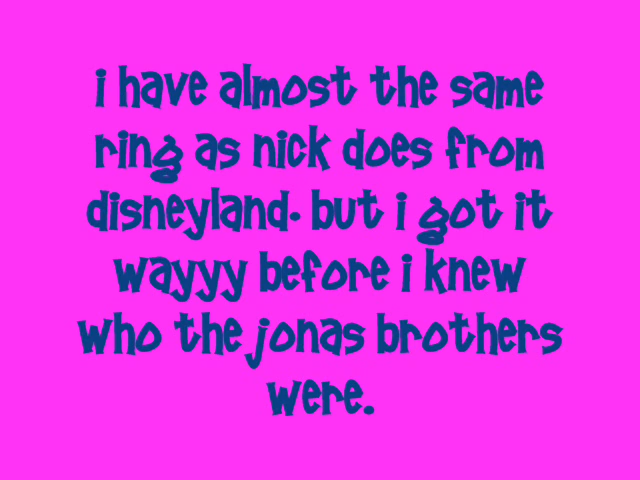 i have almost the same
ring as nick does from
disneyland. but i got it
wayyy before i knew
who the jonas brothers
were.